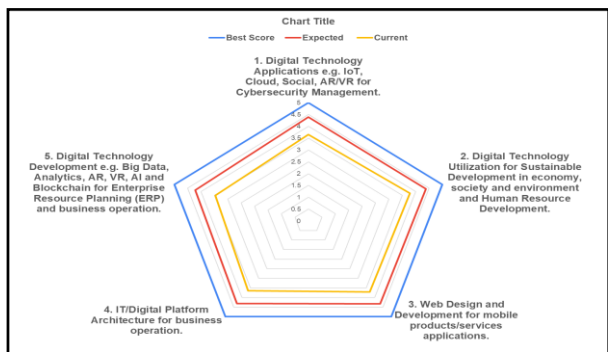 Chart Title
Best Score Expected Current
1. Digital Technology
Applications e.g. IoT,
Cloud, Social, AR/VR for
Cybersecurity Management.
5
4.5
4
3.5
3
2.5
2
1.5
1
0.5
0
2. Digital Technology
Utilization for Sustainable
Development in economy,
society and environment
and Human Resource
Development.
3. Web Design and
Development for mobile
products/services
applications.
4. IT/Digital Platform
Architecture for business
operation.
5. Digital Technology
Development e.g. Big Data,
Analytics, AR, VR, AI and
Blockchain for Enterprise
Resource Planning (ERP)
and business operation.